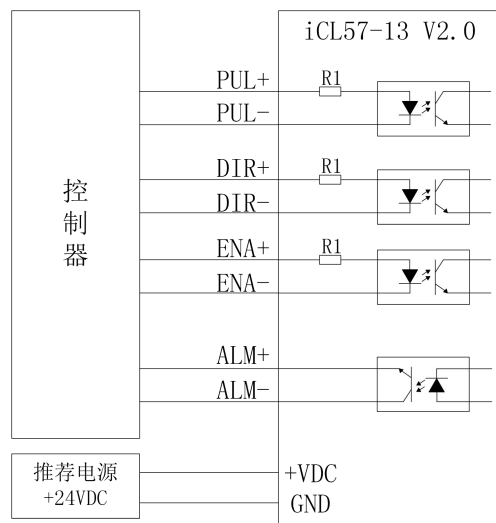 iCL57-13 V2.0
PUL+
R1
PUL-
DIR+
R1
DIR-
控
制
器
ENA+
R1
ENA-
ALM+
ALM-
推荐电源
+24VDC
+VDC
GND